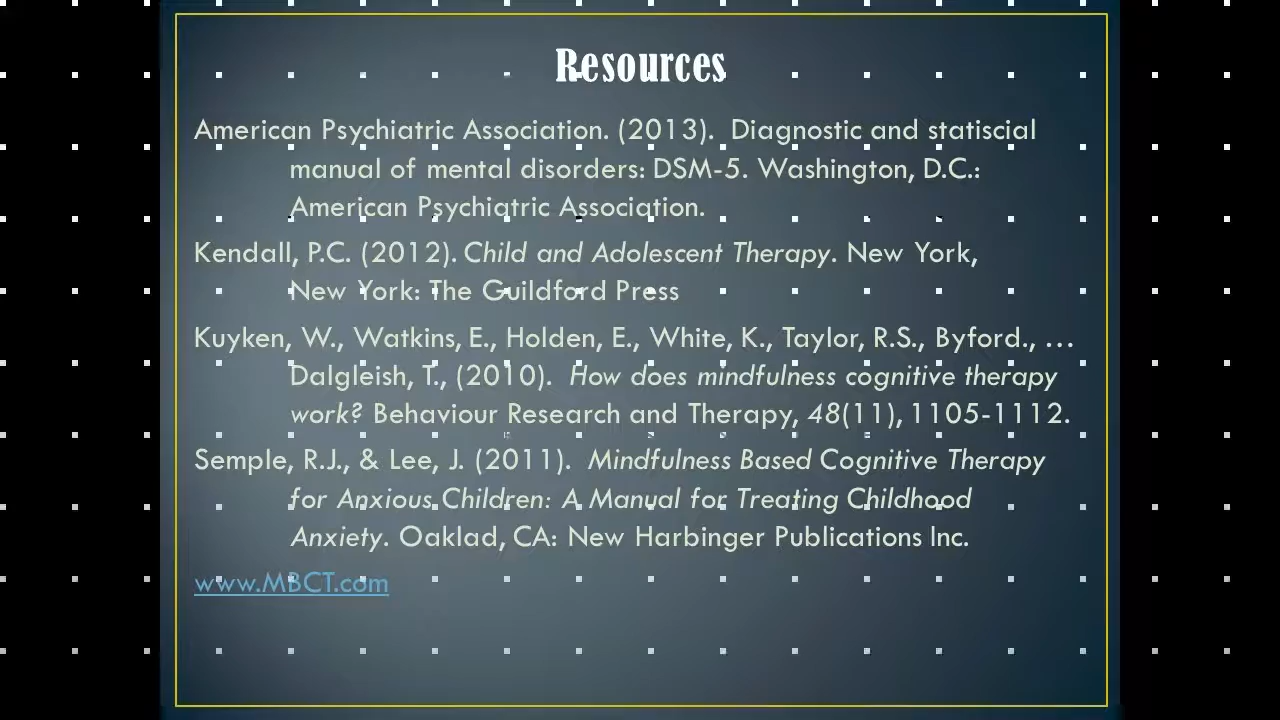 Resources
American Psychiatric Association. (2013). Diagnostic and statiscial
manual of mental disorders: DSM-5. Washington, D.C.:
American Psychiatric Association.
Kendall, P.C. (2012). Child and Adolescent Therapy. New York,
New York: The Guildford Press
Kuyken, W., Watkins, E., Holden, E., White, K., Taylor, R.S., Byford., …
Dalgleish, T., (2010). How does mindfulness cognitive therapy
work? Behaviour Research and Therapy, 48(11), 1105-1112.
Semple, R.J., & Lee, J. (2011). Mindfulness Based Cognitive Therapy
for Anxious Children: A Manual for Treating Childhood
Anxiety. Oaklad, CA: New Harbinger Publications Inc.
www.MBCT.com